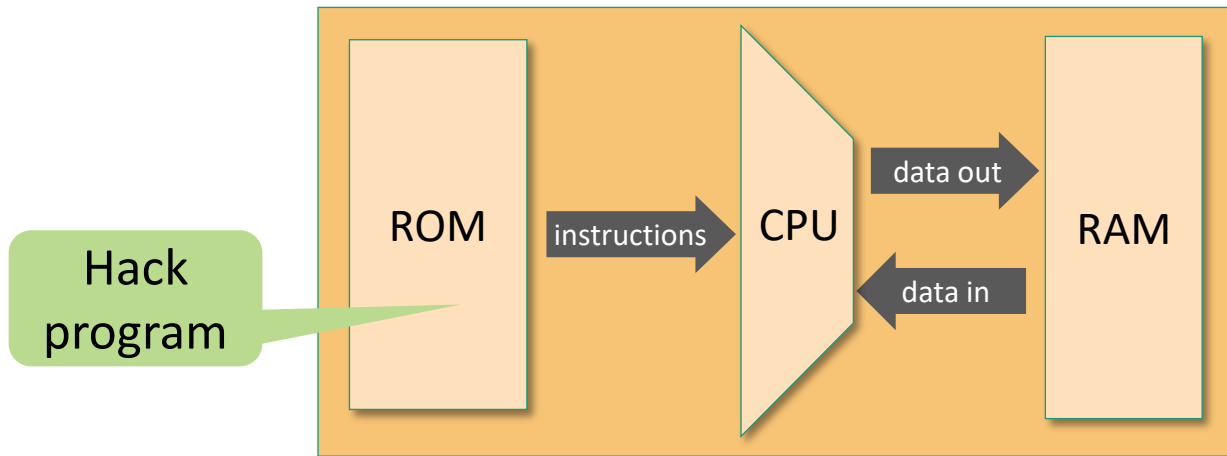 Hack
program
ROM
instructions
CPU
data out
data in
RAM